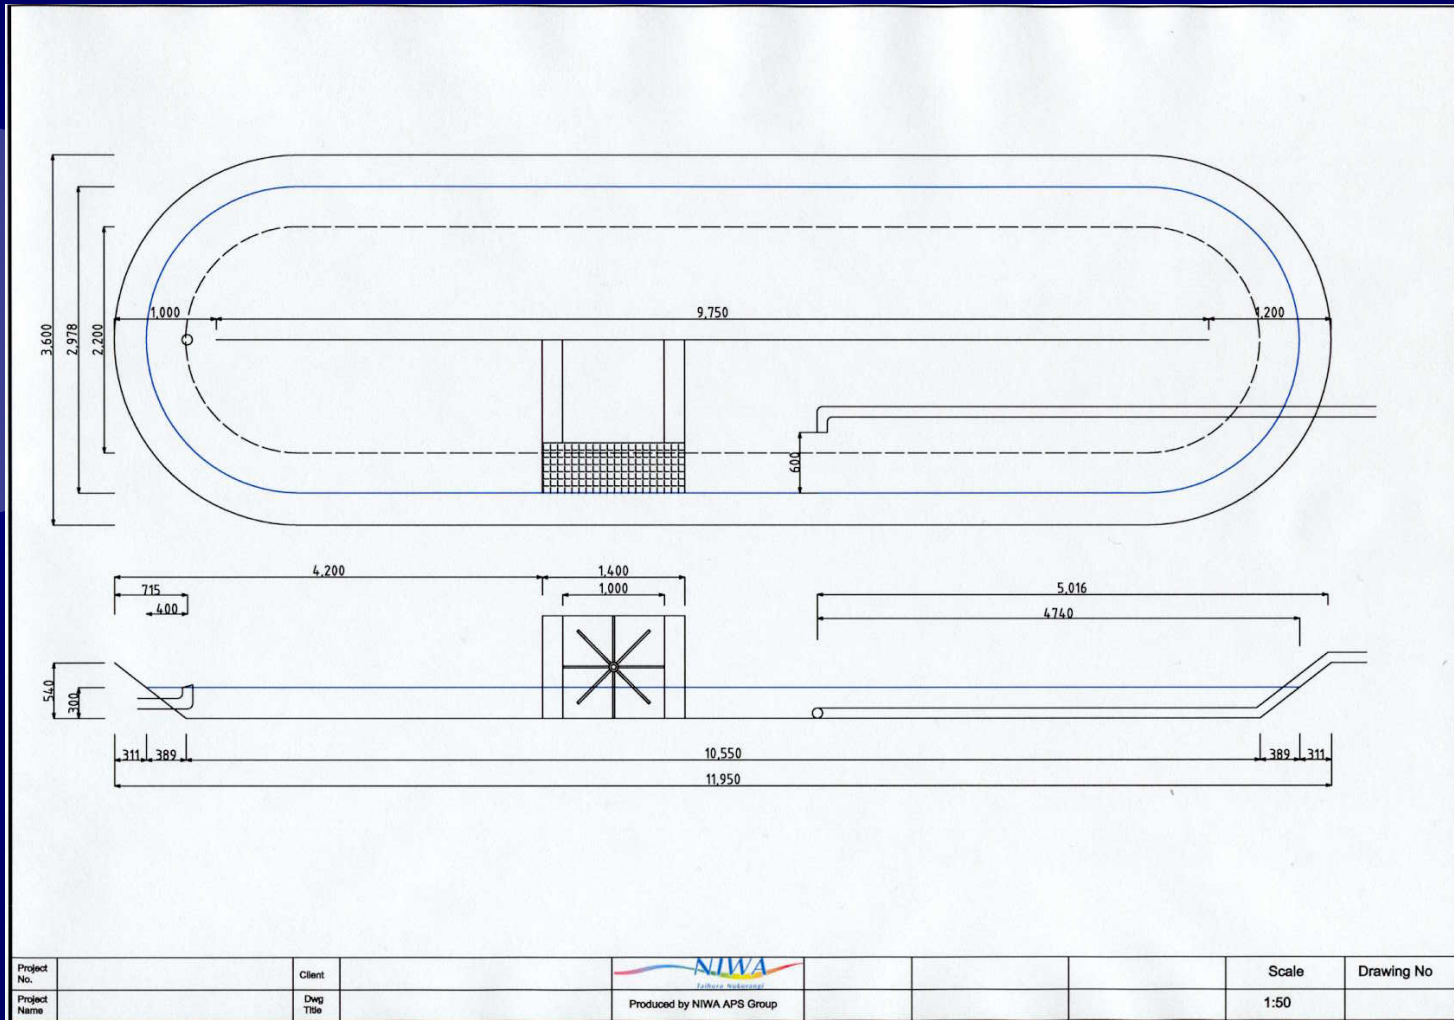 3,600
2,978
2,200
1,000
9,750
1,200
600
4,200
1,400
715
1,000
5,016
400
4740
540
300
311
389
10,550
389
311
11,950
Project No.
Client
NIWA
Taihoro Nukurangi
Scale
Drawing No
Project Name
Dwg Title
Produced by NIWA APS Group
1:50